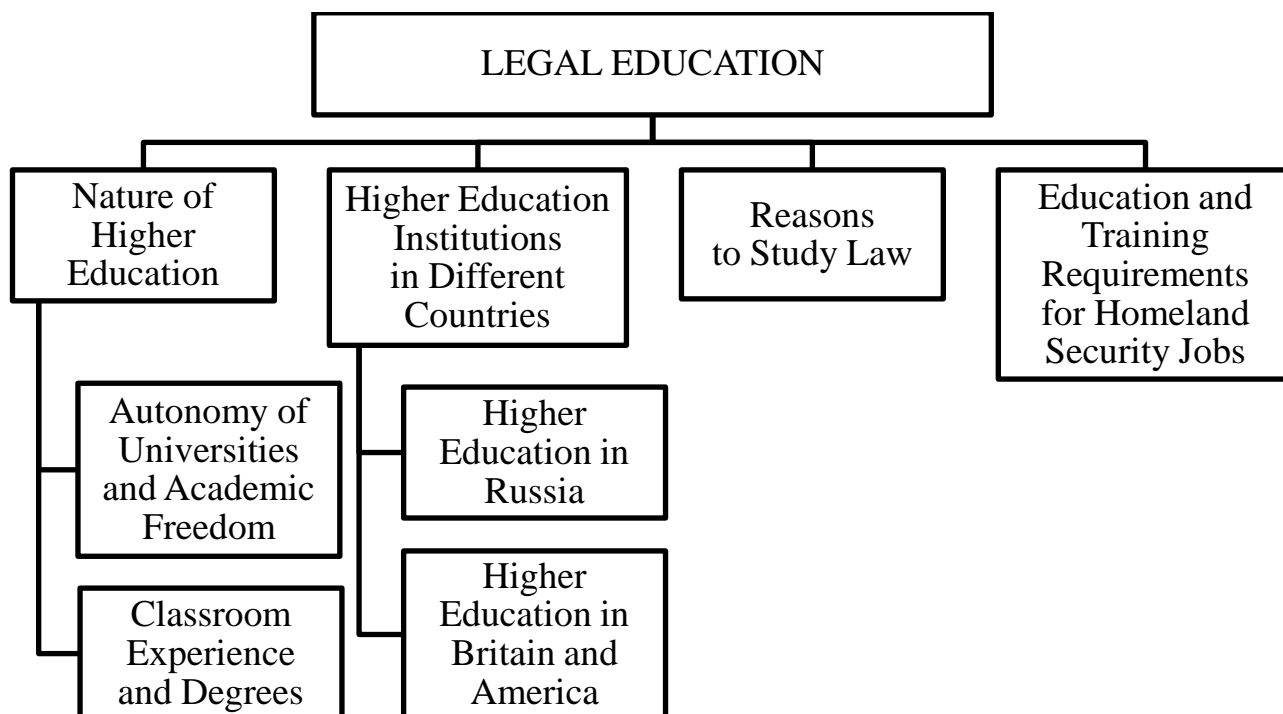 LEGAL EDUCATION
Nature of
Higher
Education
Higher Education
Institutions
in Different
Countries
Reasons
to Study Law
Education and
Training
Requirements
for Homeland
Security Jobs
Autonomy of
Universities
and Academic
Freedom
Classroom
Experience
and Degrees
Higher
Education in
Russia
Higher
Education in
Britain and
America